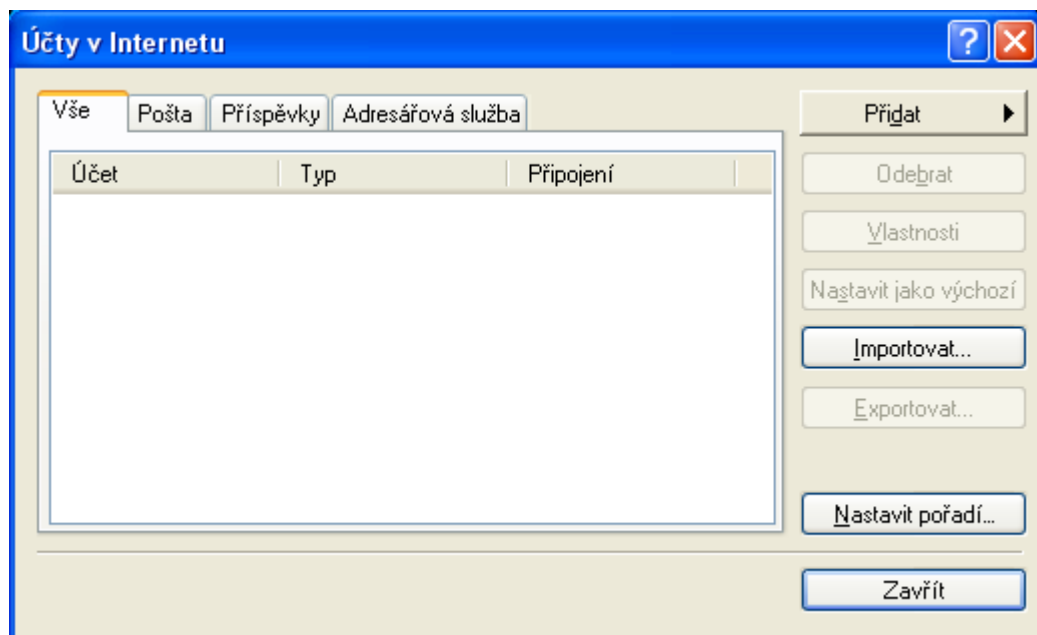 Účty v Internetu
Vše Pošta Příspěvky Adresářová služba
Účet Typ Připojení
Přidat
Odebrat
Vlastnosti
Nastavit jako výchozí
Importovat...
Exportovat...
Nastavit pořadí...
Zavřít